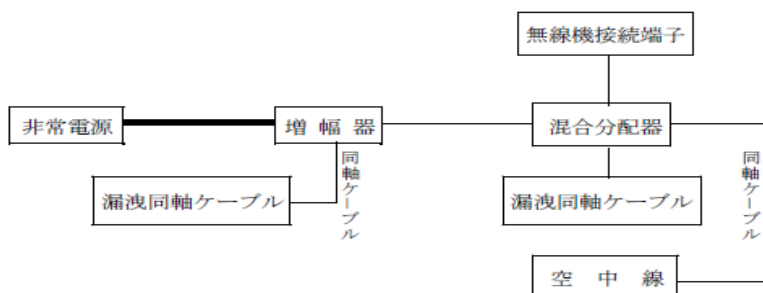 無線機接続端子
非常電源
増幅器
混合分配器
同軸ケーブル
同軸ケーブル
漏洩同軸ケーブル
漏洩同軸ケーブル
空中線